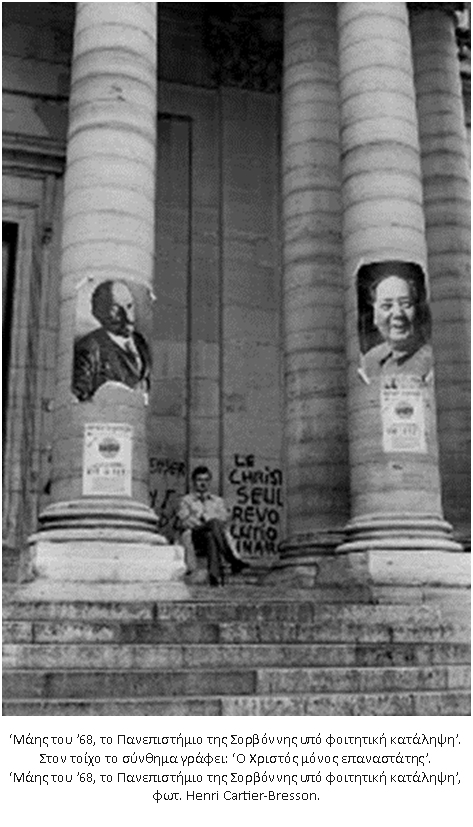 LE
CHRIST
SEUL
REVO
LUTIO
NNAIRE
‘Μάης του ’68, το Πανεπιστήμιο της Σορβόννης υπό φοιτητική κατάληψη’.
Στον τοίχο το σύνθημα γράφει: ‘Ο Χριστός μόνος επαναστάτης’.
‘Μάης του ’68, το Πανεπιστήμιο της Σορβόννης υπό φοιτητική κατάληψη’,
φωτ. Henri Cartier-Bresson.